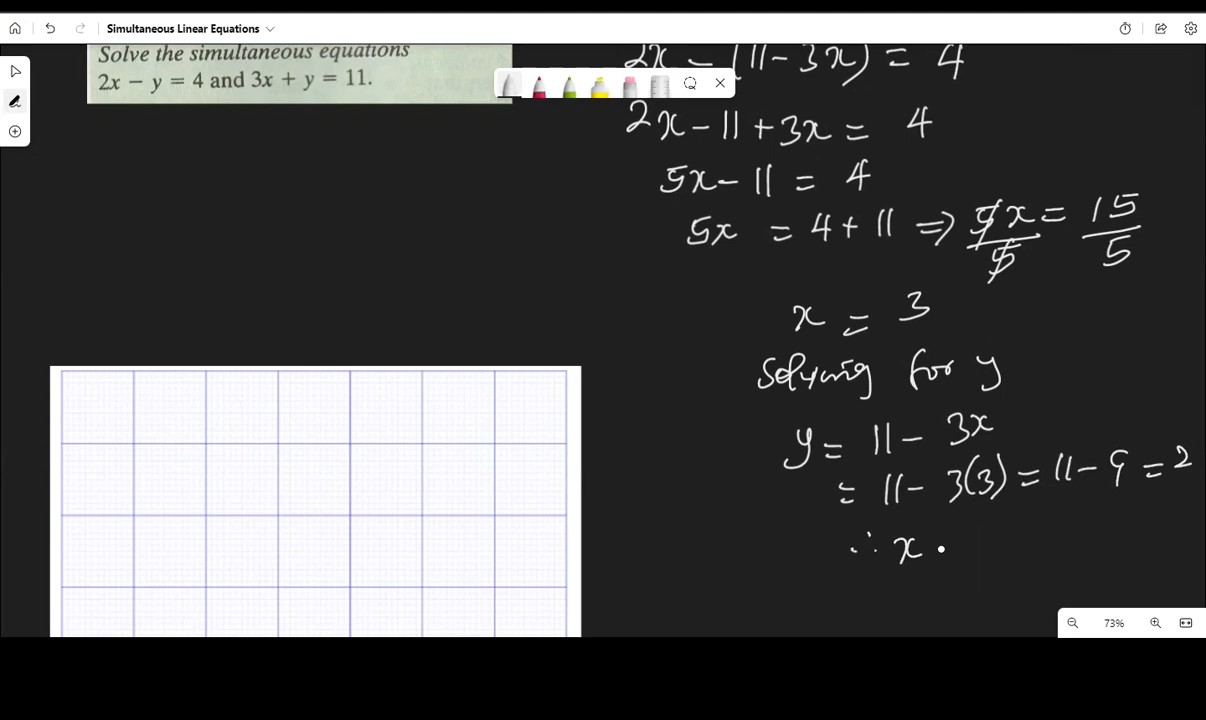 Simultaneous Linear Equations
Solve the simultaneous equations
2x − y = 4 and 3x + y = 11.
2x − (11 − 3x) = 4
2x − 11 + 3x = 4
5x − 11 = 4
5x = 4 + 11 ⇒ 5x/5 = 15/5
x = 3
Solving for y
y = 11 − 3x
= 11 − 3(3) = 11 − 9 = 2
∴ x
73%